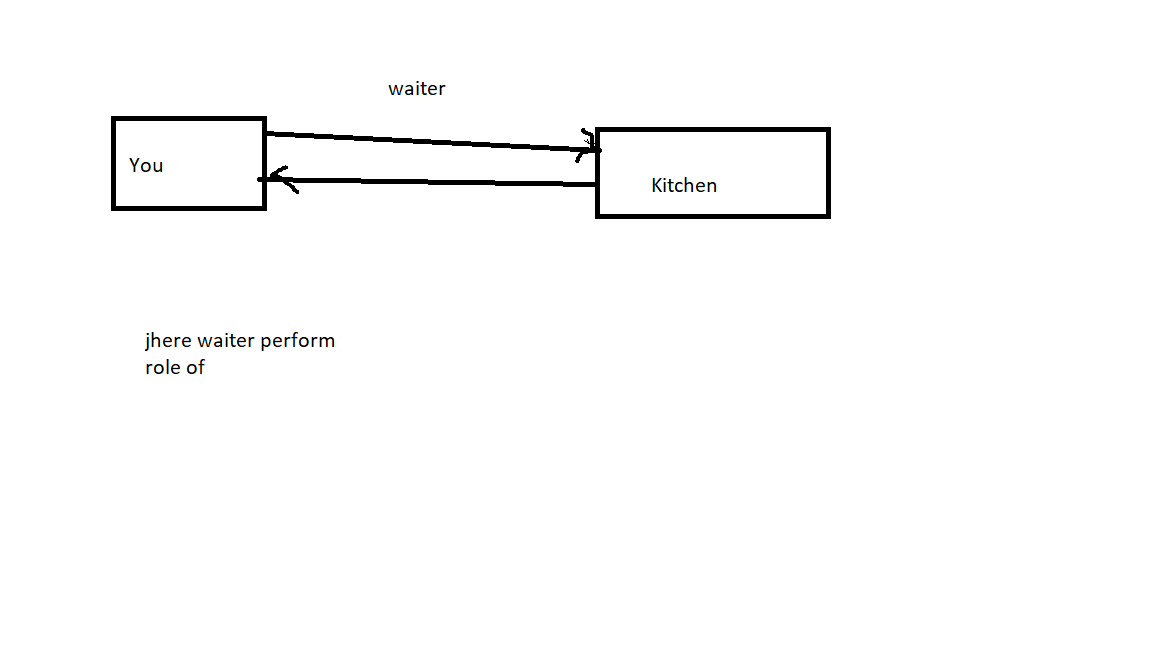 waiter
You
Kitchen
jhere waiter perform
role of